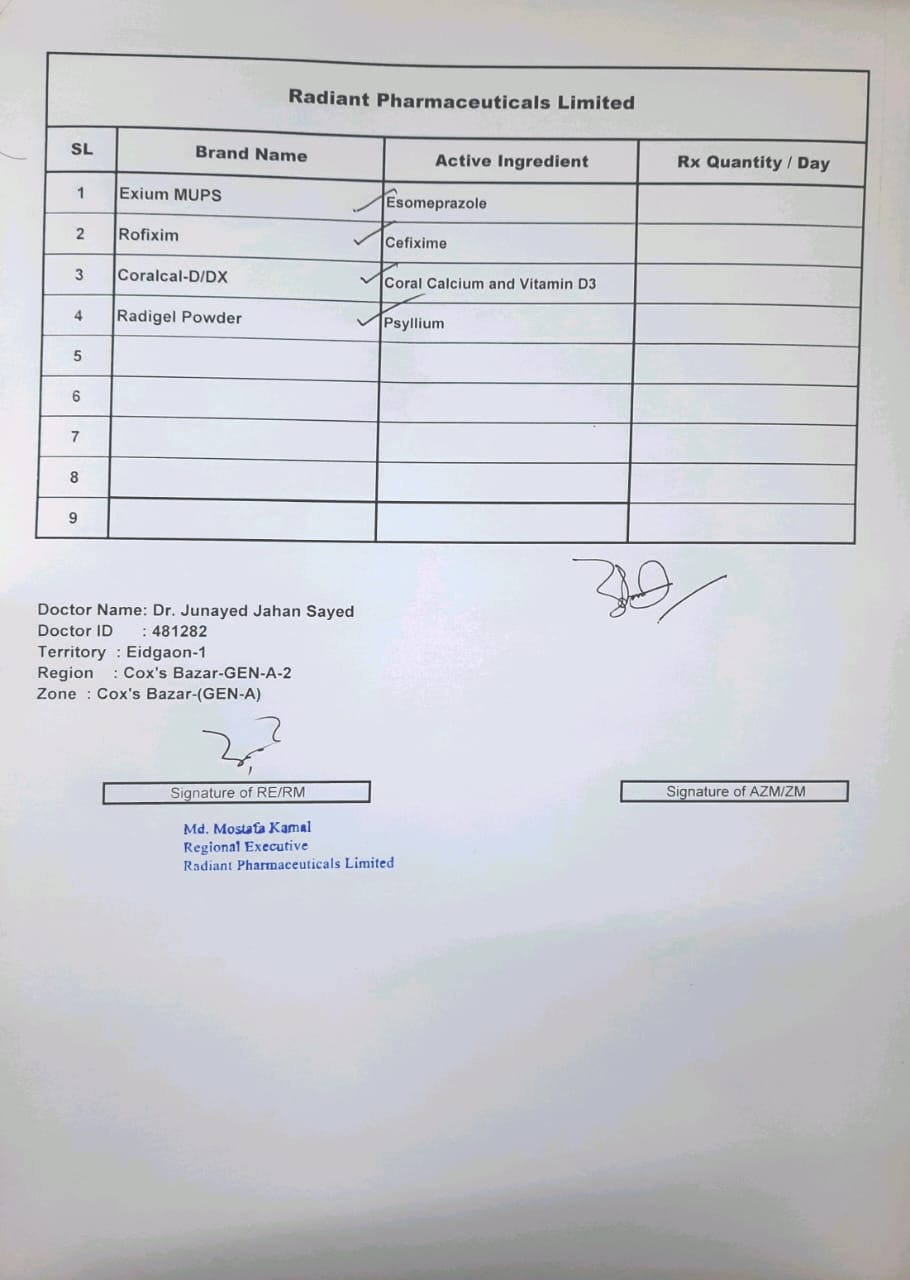 Radiant Pharmaceuticals Limited
SL Brand Name Active Ingredient Rx Quantity / Day
1 Exium MUPS Esomeprazole
2 Rofixim Cefixime
3 Coralcal-D/DX Coral Calcium and Vitamin D3
4 Radigel Powder Psyllium
5
6
7
8
9
Doctor Name: Dr. Junayed Jahan Sayed
Doctor ID : 481282
Territory : Eidgaon-1
Region : Cox's Bazar-GEN-A-2
Zone : Cox's Bazar-(GEN-A)
Signature of RE/RM Signature of AZM/ZM
Md. Mostafa Kamal
Regional Executive
Radiant Pharmaceuticals Limited